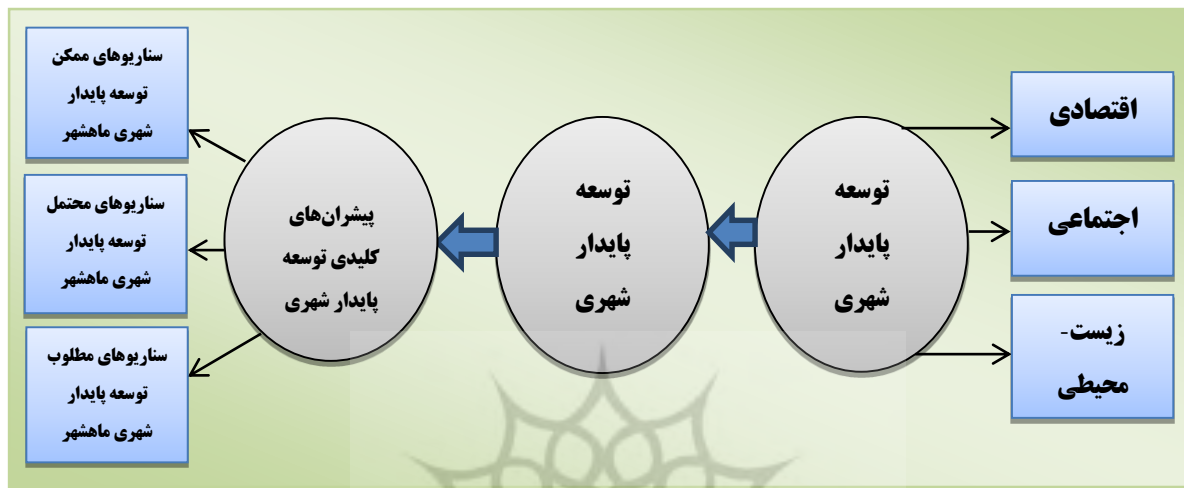 اقتصادی
اجتماعی
زیست-
محیطی
توسعه
پایدار
شهری
توسعه
پایدار
شهری
پیشران‌های
کلیدی توسعه
پایدار شهری
سناریوهای ممکن
توسعه پایدار
شهری ماهشهر
سناریوهای محتمل
توسعه پایدار
شهری ماهشهر
سناریوهای مطلوب
توسعه پایدار
شهری ماهشهر